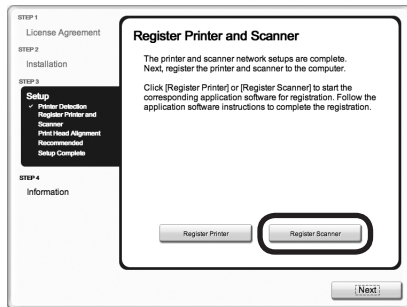 STEP 1
License Agreement
STEP 2
Installation
STEP 3
Setup
✓ Printer Detection
Register Printer and
Scanner
Print Head Alignment
Recommended
Setup Complete
STEP 4
Information
Register Printer and Scanner
The printer and scanner network setups are complete.
Next, register the printer and scanner to the computer.
Click [Register Printer] or [Register Scanner] to start the
corresponding application software for registration. Follow the
application software instructions to complete the registration.
Register Printer
Register Scanner
Next